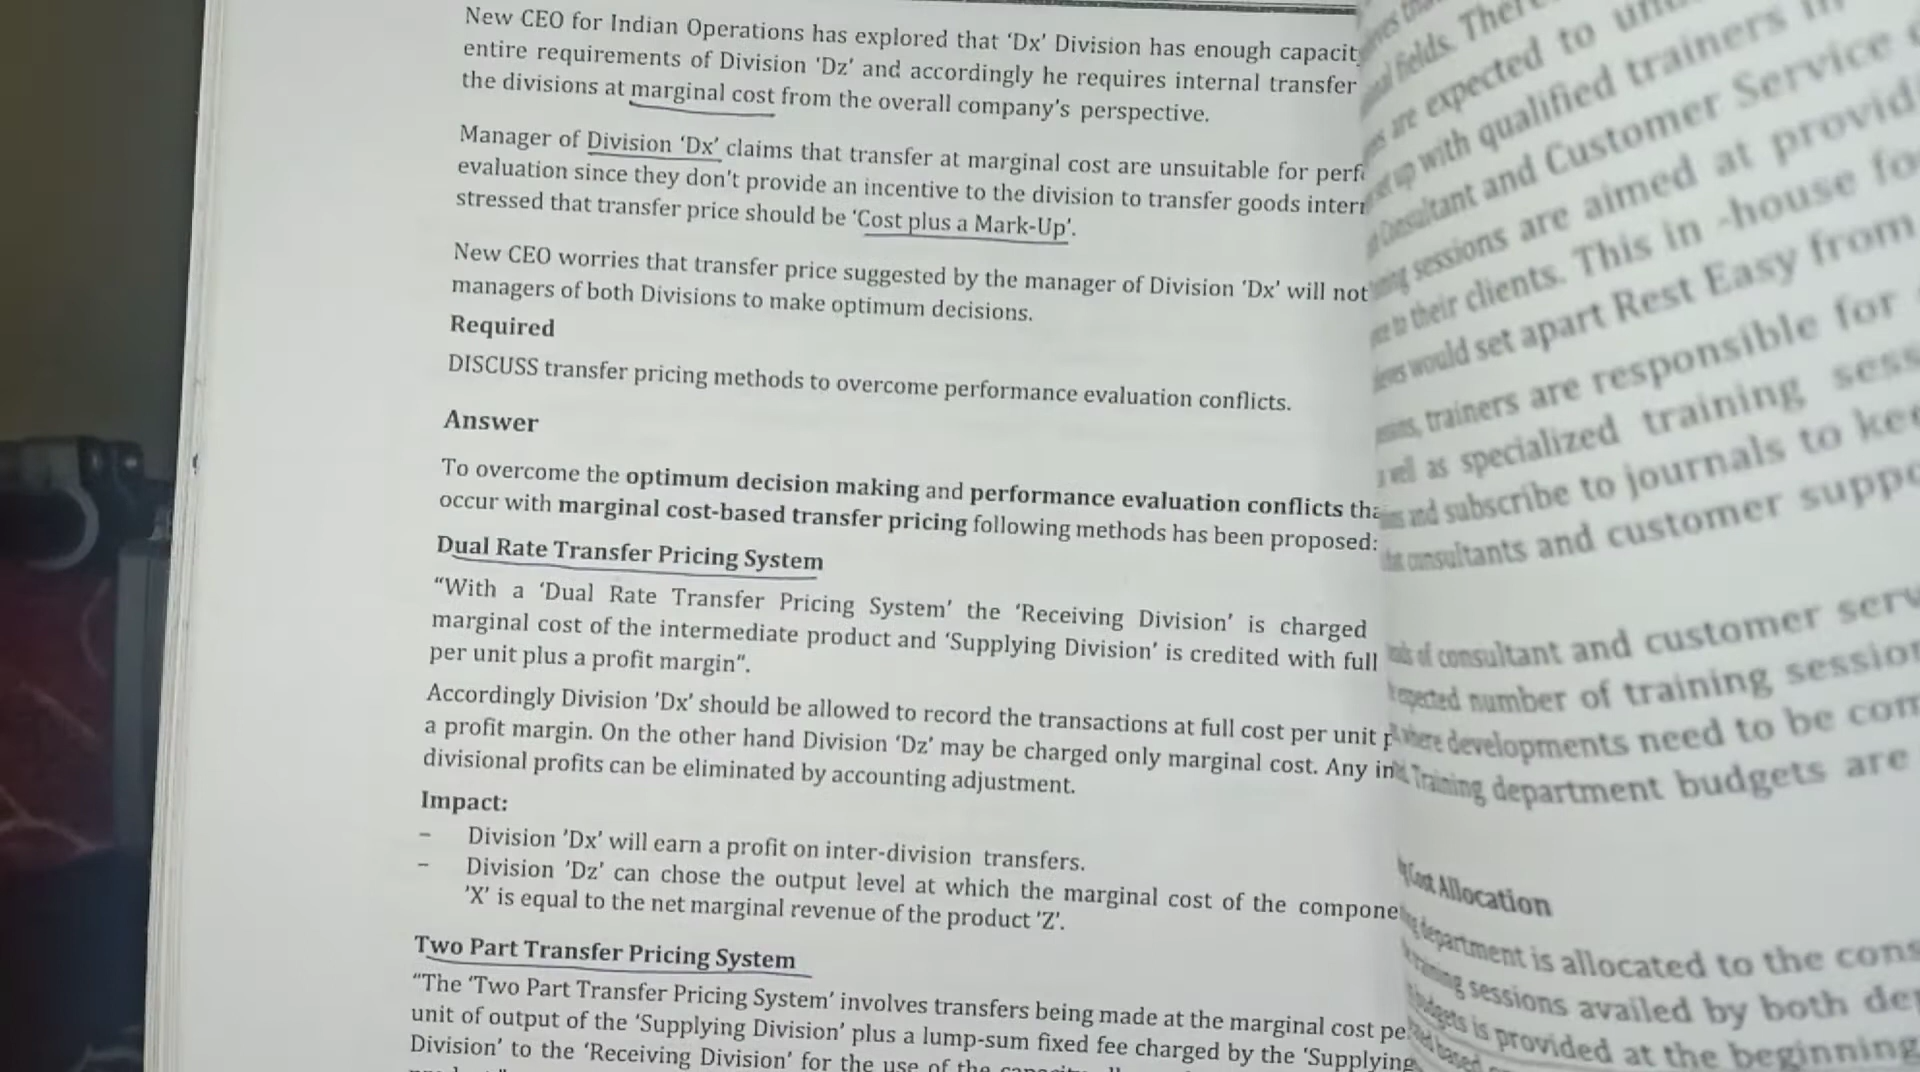 New CEO for Indian Operations has explored that ‘Dx’ Division has enough
entire requirements of Division ‘Dz’ and accordingly he requires internal transfer
the divisions at marginal cost from the overall company’s perspective.
Manager of Division ‘Dx’ claims that transfer at marginal cost are unsuitable for
evaluation since they don’t provide an incentive to the division to transfer goods
stressed that transfer price should be ‘Cost plus a Mark-Up’.
New CEO worries that transfer price suggested by the manager of Division ‘Dx’ will not
managers of both Divisions to make optimum decisions.
Required
DISCUSS transfer pricing methods to overcome performance evaluation conflicts.
Answer
To overcome the optimum decision making and performance evaluation conflicts
occur with marginal cost-based transfer pricing following methods has been proposed:
Dual Rate Transfer Pricing System
“With a ‘Dual Rate Transfer Pricing System’ the ‘Receiving Division’ is charged
marginal cost of the intermediate product and ‘Supplying Division’ is credited with full
per unit plus a profit margin”.
Accordingly Division ’Dx’ should be allowed to record the transactions at full cost per unit
a profit margin. On the other hand Division ’Dz’ may be charged only marginal cost. Any
divisional profits can be eliminated by accounting adjustment.
Impact:
– Division ’Dx’ will earn a profit on inter-division transfers.
– Division ’Dz’ can chose the output level at which the marginal cost of the
’X’ is equal to the net marginal revenue of the product ’Z’.
Two Part Transfer Pricing System
“The ‘Two Part Transfer Pricing System’ involves transfers being made at the marginal cost
unit of output of the ‘Supplying Division’ plus a lump-sum fixed fee charged by the ‘Supplying
Division’ to the ‘Receiving Division’ for the use of the
fields.
are expected to
with qualified trainers
Consultant and Customer Service
sessions are aimed at
to their clients. This in -house
would set apart Rest Easy from
trainers are responsible for
as specialized training
and subscribe to journals to
consultants and customer
of consultant and customer
expected number of training
developments need to be
Training department budgets are
Cost Allocation
department is allocated to the
training sessions availed by both
is provided at the beginning